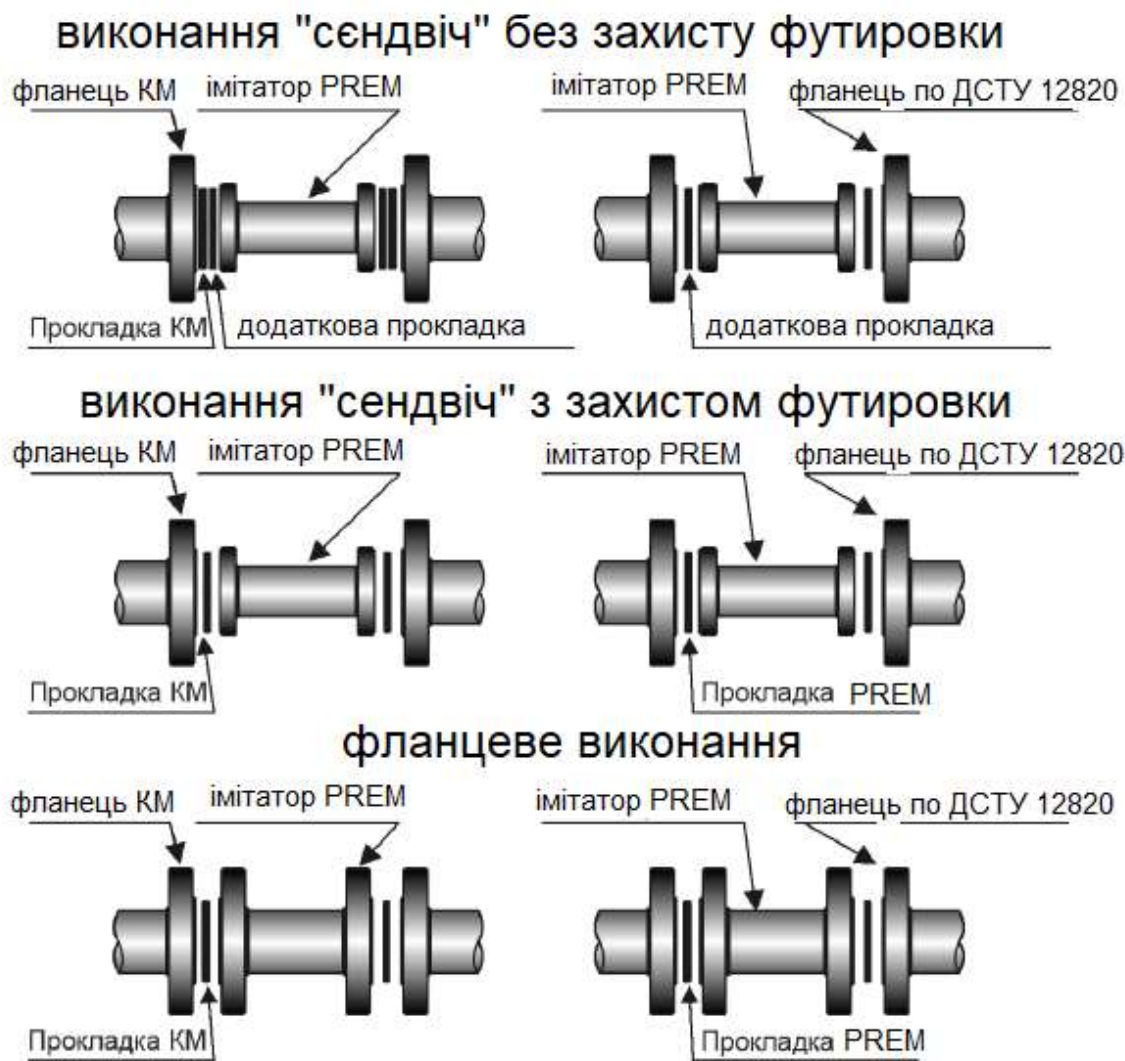 виконання "сєндвіч" без захисту футировки
фланець КМ імітатор PREM імітатор PREM фланець по ДСТУ 12820
Прокладка КМ додаткова прокладка додаткова прокладка
виконання "сендвіч" з захистом футировки
фланець КМ імітатор PREM імітатор PREM фланець по ДСТУ 12820
Прокладка КМ Прокладка PREM
фланцеве виконання
фланець КМ імітатор PREM імітатор PREM фланець по ДСТУ 12820
Прокладка КМ Прокладка PREM